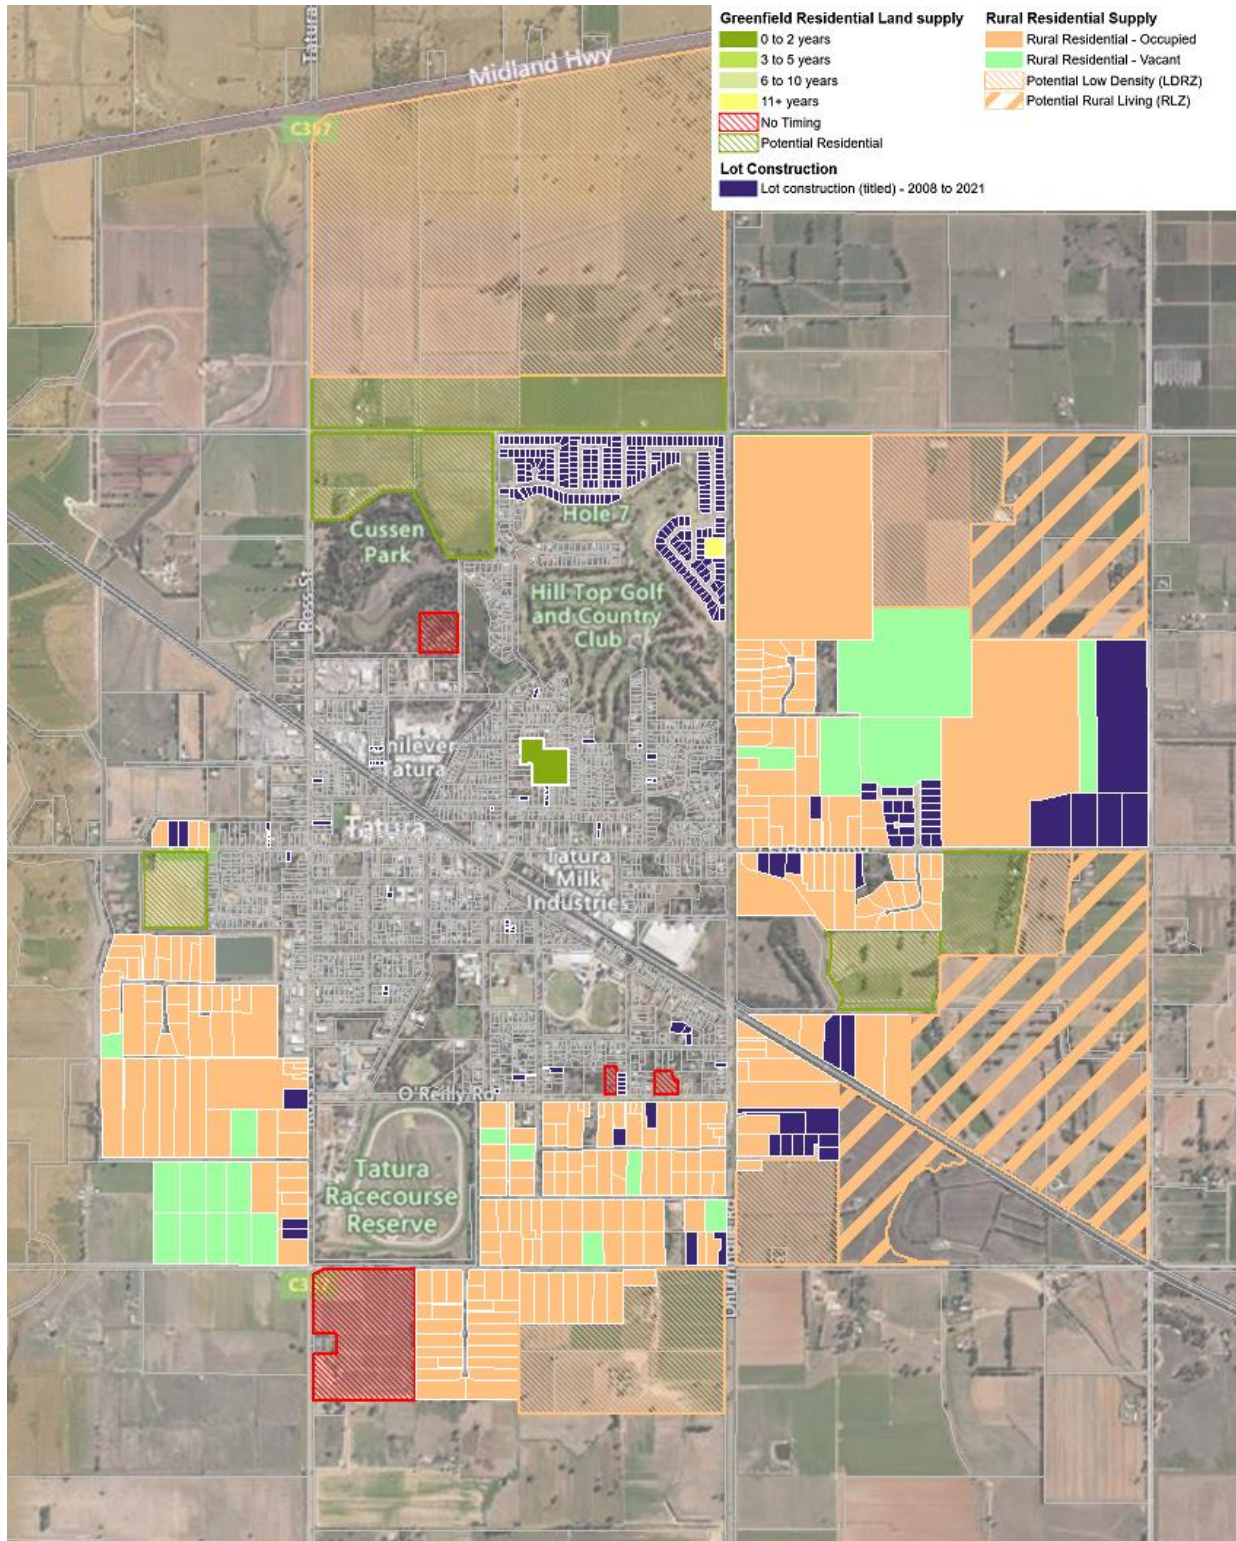 Greenfield Residential Land supply
0 to 2 years
3 to 5 years
6 to 10 years
11+ years
No Timing
Potential Residential
Lot Construction
Lot construction (titled) - 2008 to 2021
Rural Residential Supply
Rural Residential - Occupied
Rural Residential - Vacant
Potential Low Density (LDRZ)
Potential Rural Living (RLZ)
Tatura
Midland Hwy
C357
Cussen
Park
Hole 7
Hill Top Golf
and Country
Club
Ross St
nilever
atura
Tatura
Tatura
Milk
Industries
O'Reilly Rd
Tatura
Racecourse
Reserve